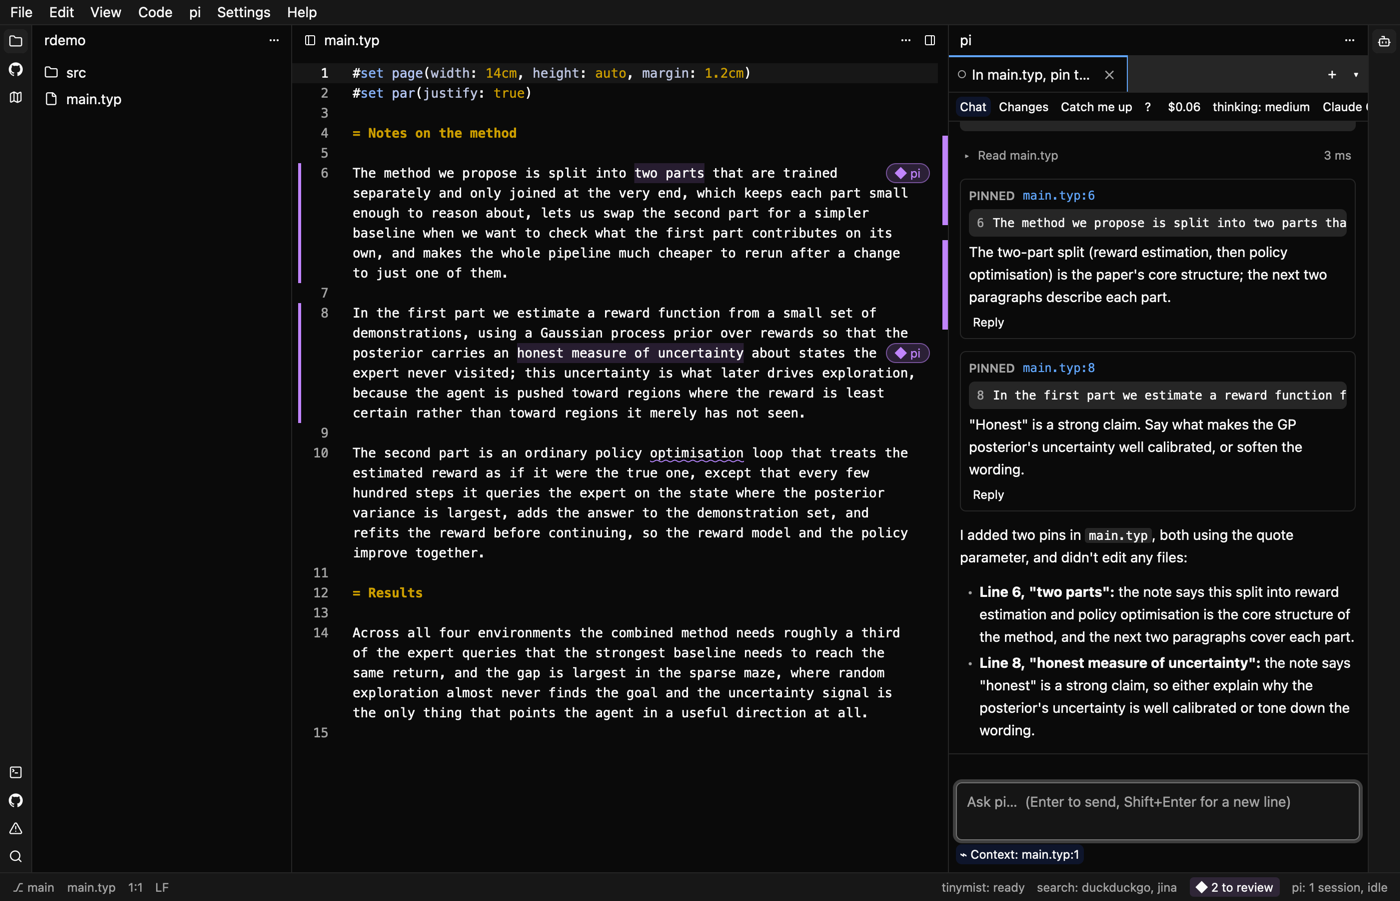 File Edit View Code pi Settings Help
rdemo ···
src
main.typ
main.typ ···
1 #set page(width: 14cm, height: auto, margin: 1.2cm)
2 #set par(justify: true)
3
4 = Notes on the method
5
6 The method we propose is split into two parts that are trained
pi
separately and only joined at the very end, which keeps each part small
enough to reason about, lets us swap the second part for a simpler
baseline when we want to check what the first part contributes on its
own, and makes the whole pipeline much cheaper to rerun after a change
to just one of them.
7
8 In the first part we estimate a reward function from a small set of
demonstrations, using a Gaussian process prior over rewards so that the
posterior carries an honest measure of uncertainty about states the
pi
expert never visited; this uncertainty is what later drives exploration,
because the agent is pushed toward regions where the reward is least
certain rather than toward regions it merely has not seen.
9
10 The second part is an ordinary policy optimisation loop that treats the
estimated reward as if it were the true one, except that every few
hundred steps it queries the expert on the state where the posterior
variance is largest, adds the answer to the demonstration set, and
refits the reward before continuing, so the reward model and the policy
improve together.
11
12 = Results
13
14 Across all four environments the combined method needs roughly a third
of the expert queries that the strongest baseline needs to reach the
same return, and the gap is largest in the sparse maze, where random
exploration almost never finds the goal and the uncertainty signal is
the only thing that points the agent in a useful direction at all.
15
pi ···
In main.typ, pin t... × +
Chat Changes Catch me up ? $0.06 thinking: medium Claude
Read main.typ 3 ms
PINNED main.typ:6
6 The method we propose is split into two parts tha
The two-part split (reward estimation, then policy
optimisation) is the paper's core structure; the next two
paragraphs describe each part.
Reply
PINNED main.typ:8
8 In the first part we estimate a reward function f
"Honest" is a strong claim. Say what makes the GP
posterior's uncertainty well calibrated, or soften the
wording.
Reply
I added two pins in main.typ, both using the quote
parameter, and didn't edit any files:
• Line 6, "two parts": the note says this split into reward
estimation and policy optimisation is the core structure of
the method, and the next two paragraphs cover each part.
• Line 8, "honest measure of uncertainty": the note says
"honest" is a strong claim, so either explain why the
posterior's uncertainty is well calibrated or tone down the
wording.
Ask pi... (Enter to send, Shift+Enter for a new line)
Context: main.typ:1
main main.typ 1:1 LF
tinymist: ready search: duckduckgo, jina 2 to review pi: 1 session, idle